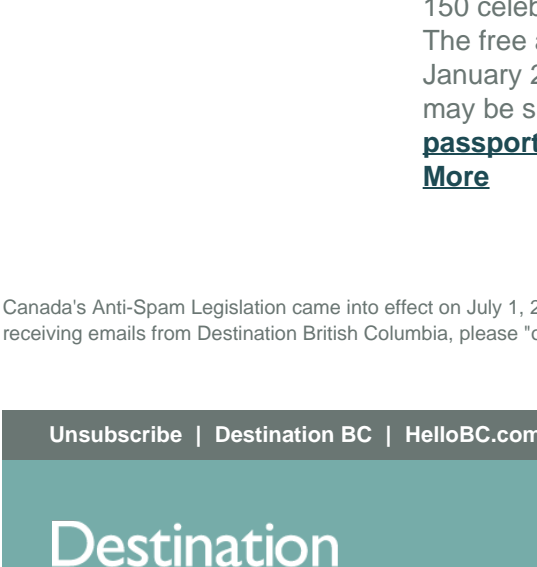 150 celeb
The free a
January 2
may be s
passport
More
Canada's Anti-Spam Legislation came into effect on July 1, 2
receiving emails from Destination British Columbia, please "o
Unsubscribe | Destination BC | HelloBC.com
Destination